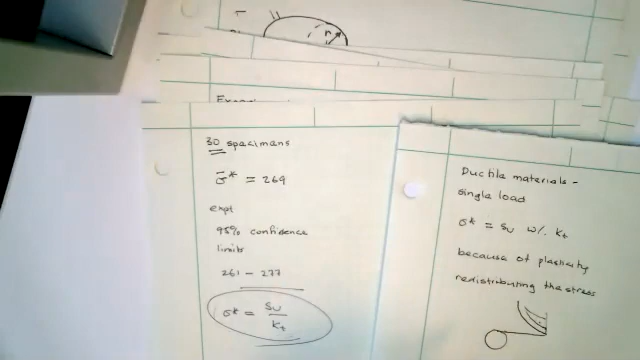 30 specimans
σ̄* = 269
expt
95% confidence
limits
261 – 277
σ* = Su / Kt
Ductile materials –
single load
σ* = Su w/. Kt
because of plasticity
redistributing the stress